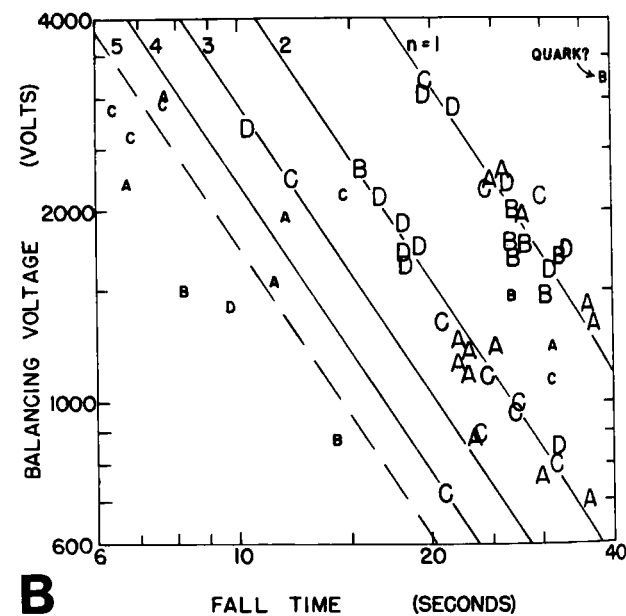 4000
5 4 3 2 n=1
QUARK? B
C D
D
C C A
D
C
B A A
C D
A D
C C
2000
A B A
D
D B B
D B B D
D D
B A B B
D A
C A
A A
A C
C A
1000 D C
A C
B D
C A
C A
600
6 10 20 40
BALANCING VOLTAGE (VOLTS)
B FALL TIME (SECONDS)